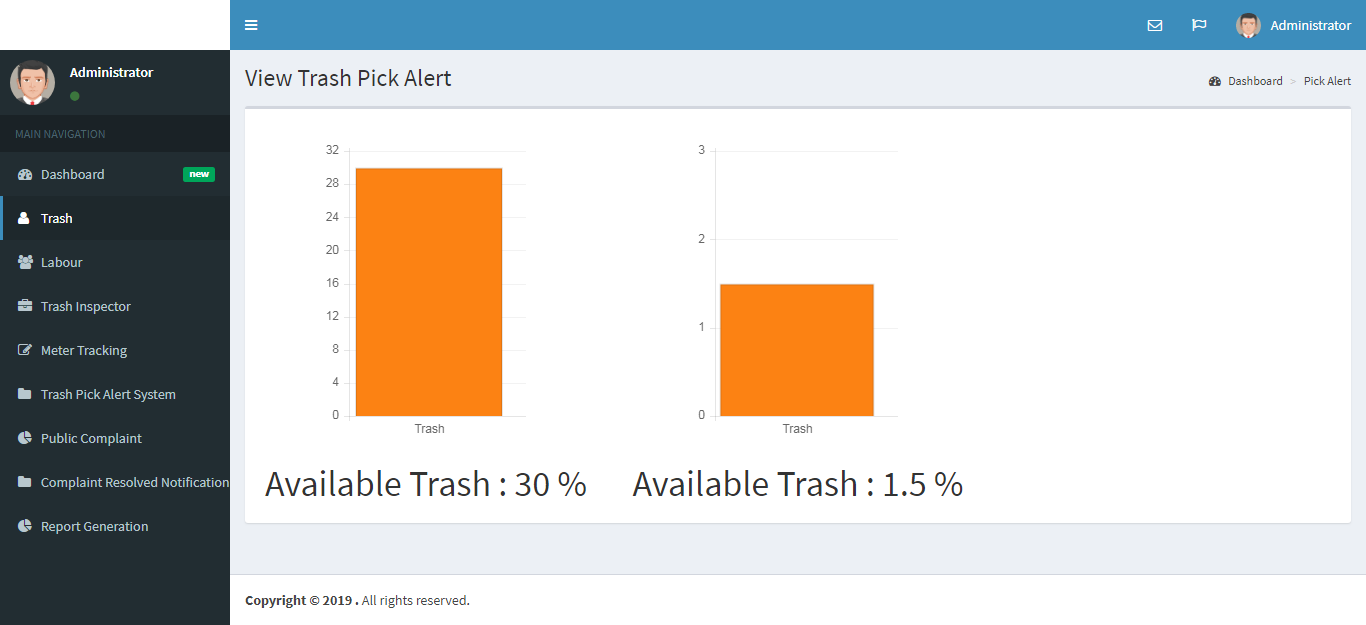 Administrator
Administrator
MAIN NAVIGATION
Dashboard new
Trash
Labour
Trash Inspector
Meter Tracking
Trash Pick Alert System
Public Complaint
Complaint Resolved Notification
Report Generation
View Trash Pick Alert
Dashboard > Pick Alert
32
28
24
20
16
12
8
4
0
Trash
Available Trash : 30 %
3
2
1
0
Trash
Available Trash : 1.5 %
Copyright © 2019 . All rights reserved.